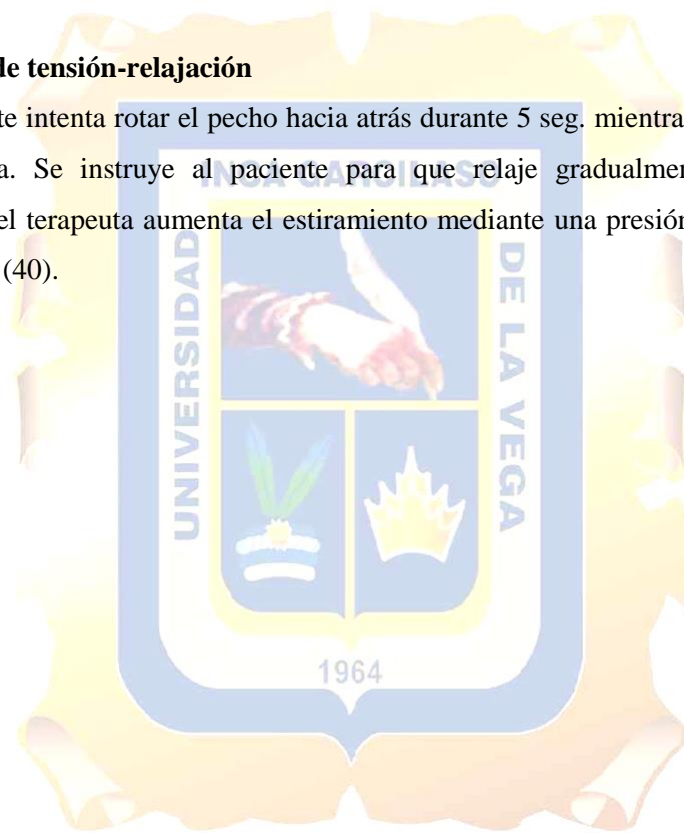 de tensión-relajación
te intenta rotar el pecho hacia atrás durante 5 seg. mientra
a. Se instruye al paciente para que relaje gradualmen
el terapeuta aumenta el estiramiento mediante una presión
(40).
UNIVERSIDAD
INCA GARCILASO
DE LA VEGA
1964